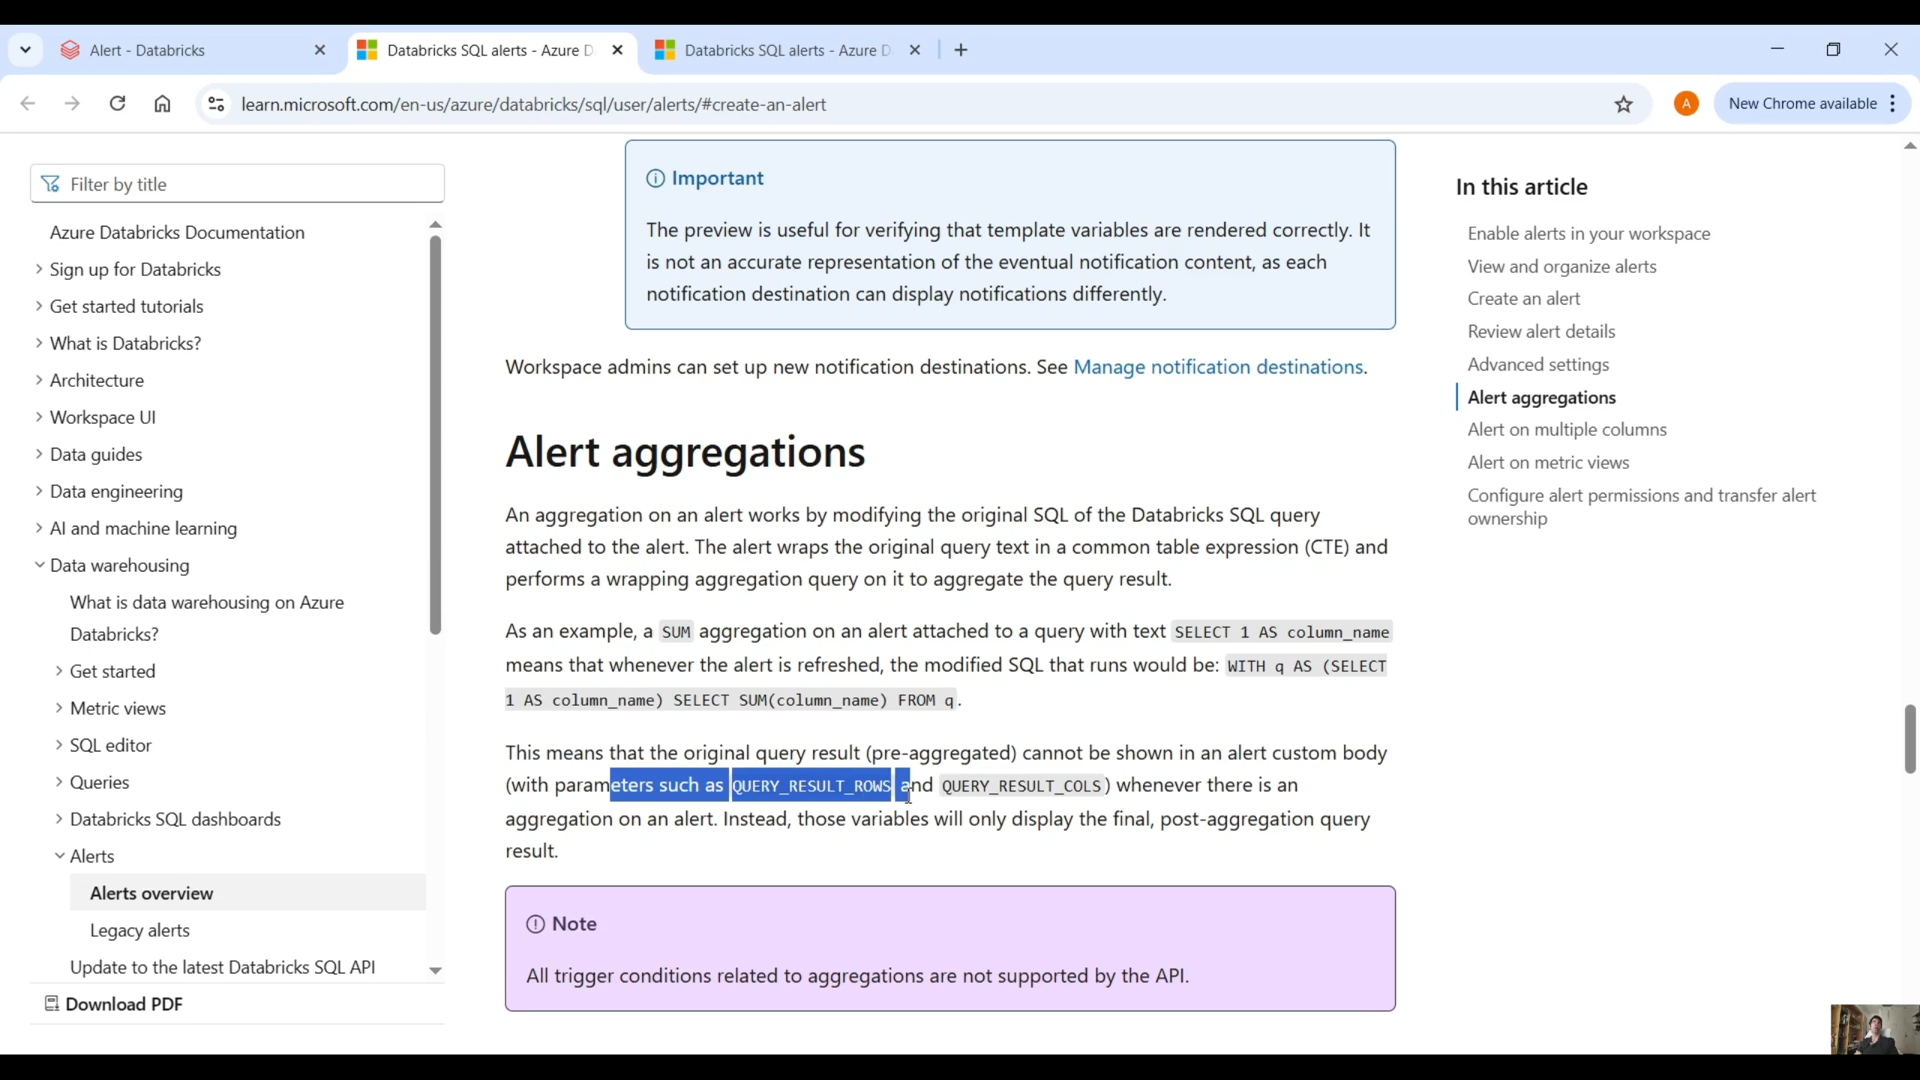 Alert - Databricks
Databricks SQL alerts - Azure D
Databricks SQL alerts - Azure D
learn.microsoft.com/en-us/azure/databricks/sql/user/alerts/#create-an-alert
A
New Chrome available
Filter by title
Azure Databricks Documentation
Sign up for Databricks
Get started tutorials
What is Databricks?
Architecture
Workspace UI
Data guides
Data engineering
AI and machine learning
Data warehousing
What is data warehousing on Azure
Databricks?
Get started
Metric views
SQL editor
Queries
Databricks SQL dashboards
Alerts
Alerts overview
Legacy alerts
Update to the latest Databricks SQL API
Download PDF
Important
The preview is useful for verifying that template variables are rendered correctly. It
is not an accurate representation of the eventual notification content, as each
notification destination can display notifications differently.
Workspace admins can set up new notification destinations. See Manage notification destinations.
Alert aggregations
An aggregation on an alert works by modifying the original SQL of the Databricks SQL query
attached to the alert. The alert wraps the original query text in a common table expression (CTE) and
performs a wrapping aggregation query on it to aggregate the query result.
As an example, a SUM aggregation on an alert attached to a query with text SELECT 1 AS column_name
means that whenever the alert is refreshed, the modified SQL that runs would be: WITH q AS (SELECT
1 AS column_name) SELECT SUM(column_name) FROM q.
This means that the original query result (pre-aggregated) cannot be shown in an alert custom body
(with parameters such as QUERY_RESULT_ROWS and QUERY_RESULT_COLS) whenever there is an
aggregation on an alert. Instead, those variables will only display the final, post-aggregation query
result.
Note
All trigger conditions related to aggregations are not supported by the API.
In this article
Enable alerts in your workspace
View and organize alerts
Create an alert
Review alert details
Advanced settings
Alert aggregations
Alert on multiple columns
Alert on metric views
Configure alert permissions and transfer alert
ownership